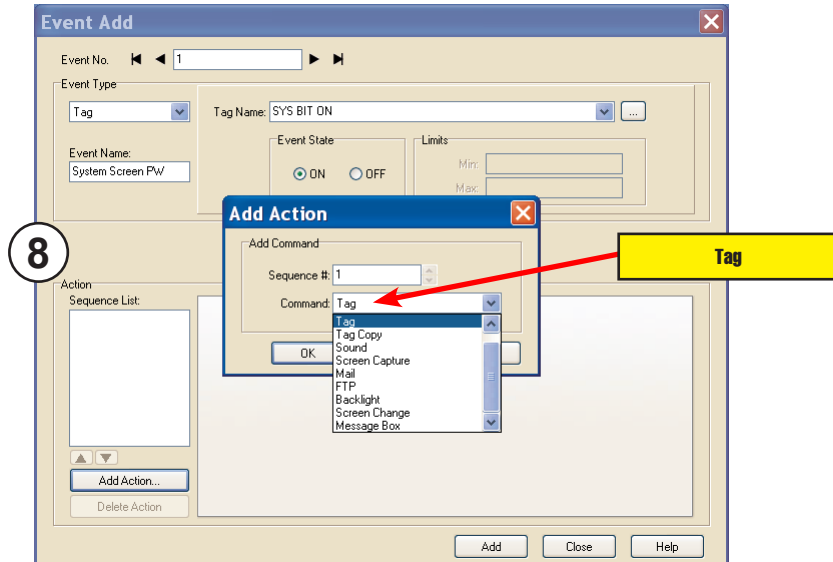 Event Add
Event No. 1
Event Type
Tag
Tag Name: SYS BIT ON
...
Event Name:
System Screen PW
Event State
ON OFF
Limits
Min:
Max:
Add Action
Add Command
Sequence #: 1
Command: Tag
Tag
Tag Copy
Sound
Screen Capture
Mail
FTP
Backlight
Screen Change
Message Box
OK
8
Tag
Action
Sequence List:
Add Action...
Delete Action
Add Close Help